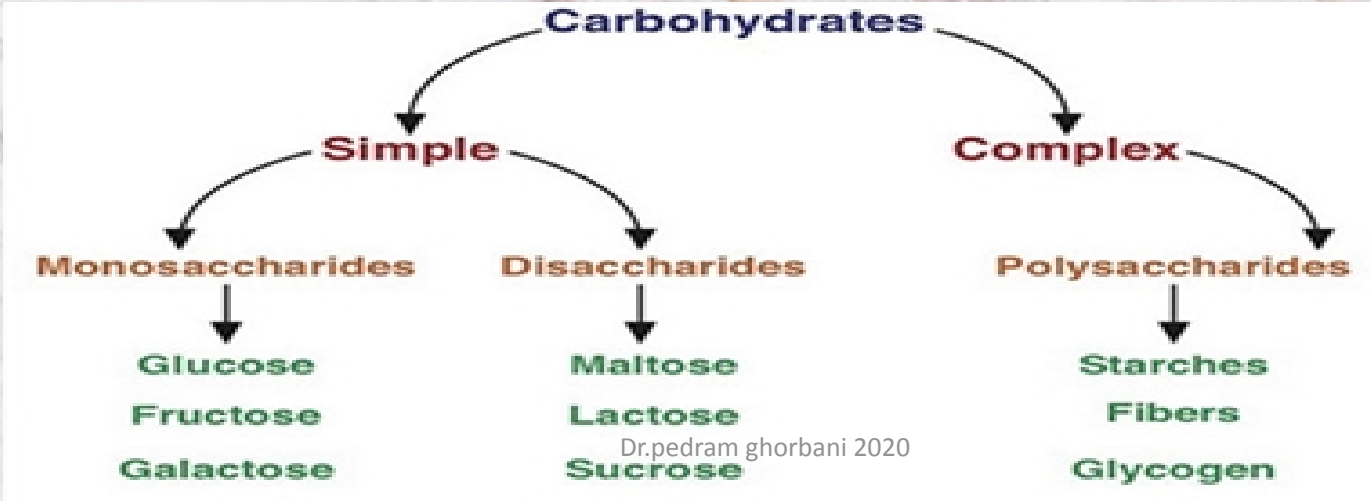 Carbohydrates
Simple
Complex
Monosaccharides
Disaccharides
Polysaccharides
Glucose
Maltose
Starches
Fructose
Lactose
Fibers
Dr.pedram ghorbani 2020
Galactose
Sucrose
Glycogen